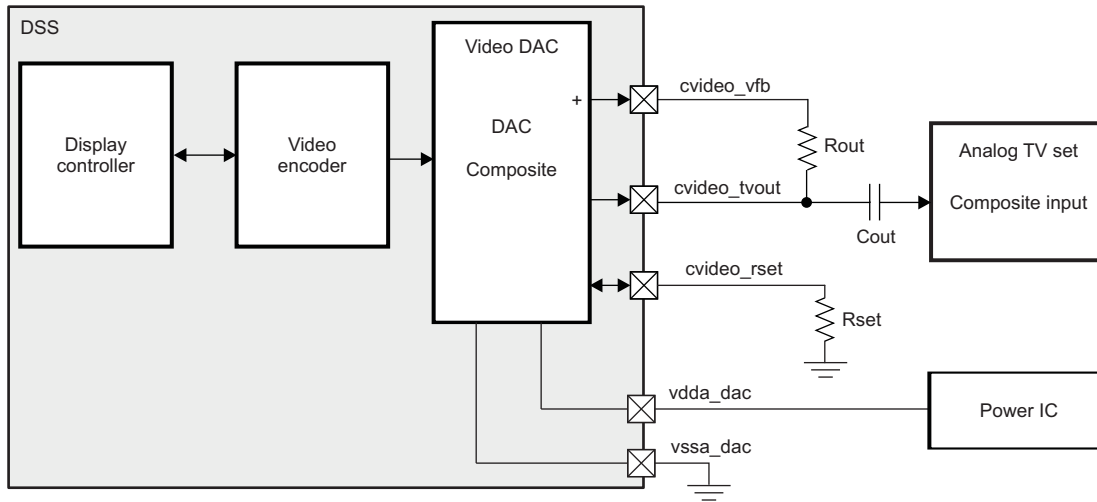 DSS
Display
controller
Video
encoder
Video DAC
+
DAC
Composite
cvideo_vfb
Rout
cvideo_tvout
Cout
Analog TV set
Composite input
cvideo_rset
Rset
vdda_dac
Power IC
vssa_dac